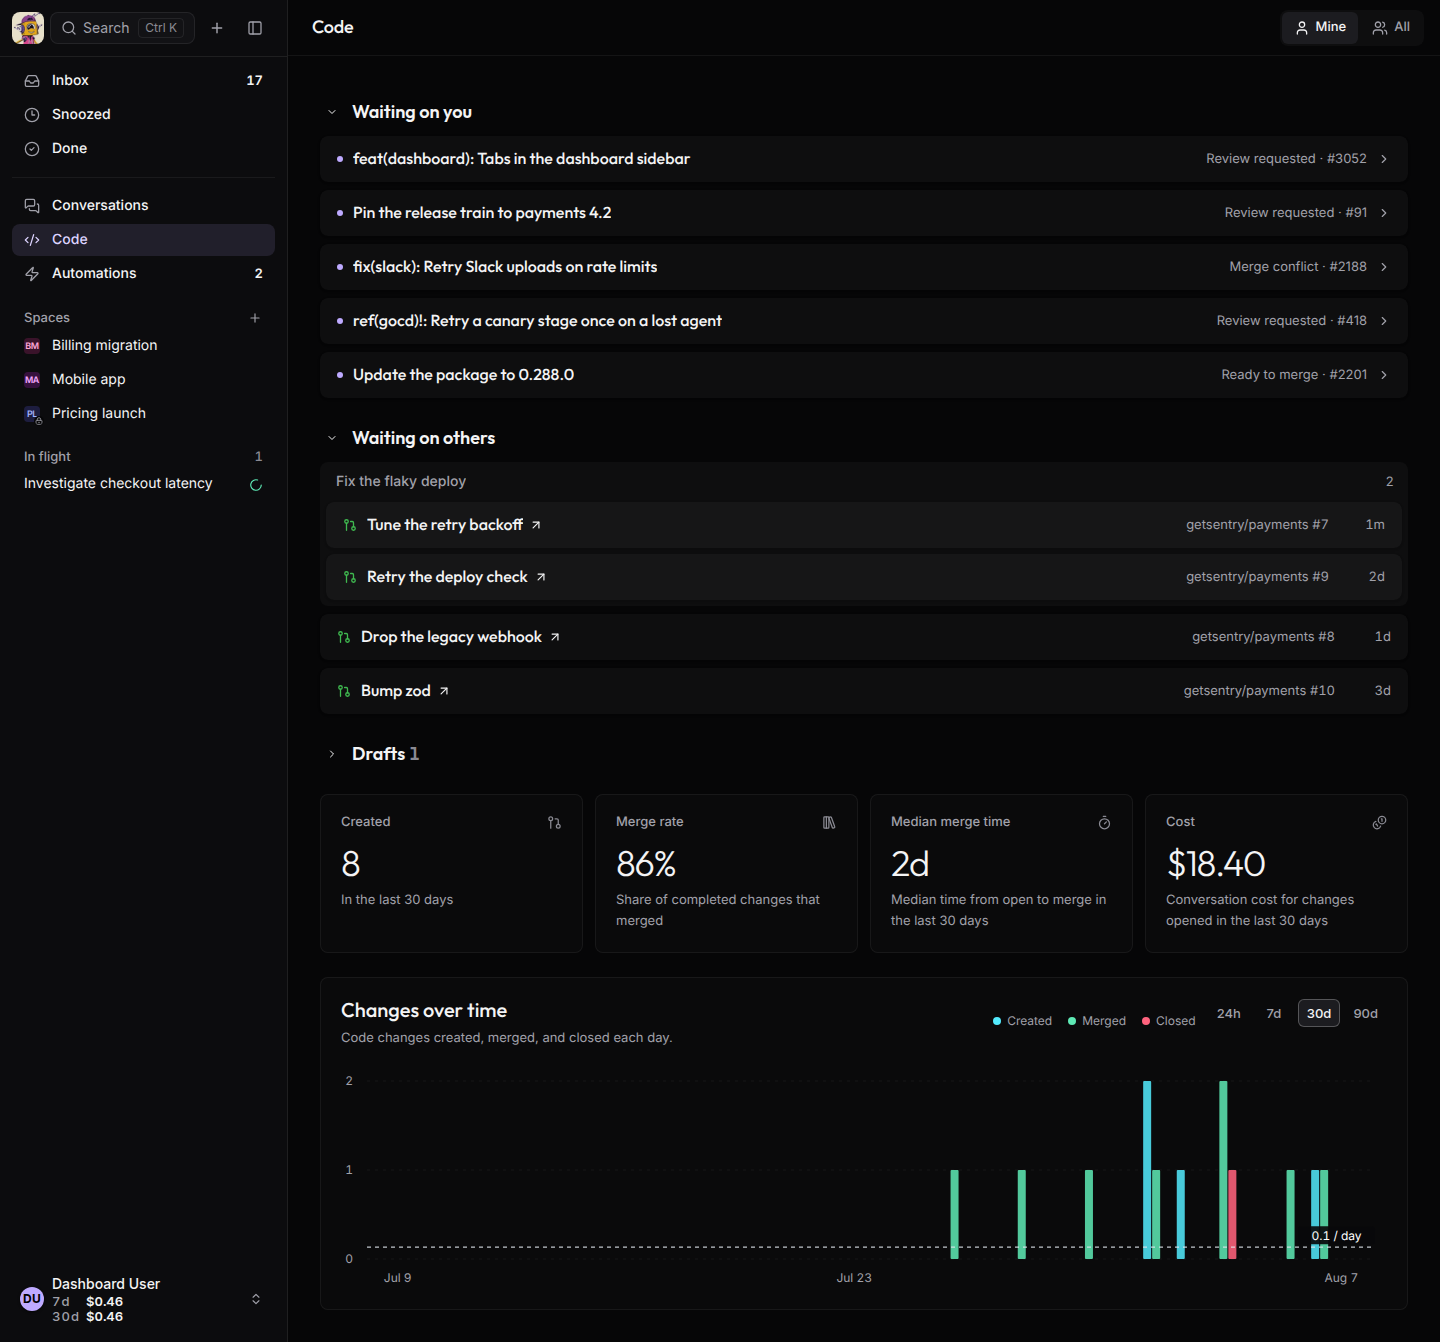 Search Ctrl K
Code
Mine
All
Inbox 17
Snoozed
Done
Conversations
Code
Automations 2
Spaces
BM Billing migration
MA Mobile app
PL Pricing launch
In flight 1
Investigate checkout latency
Waiting on you
feat(dashboard): Tabs in the dashboard sidebar Review requested · #3052
Pin the release train to payments 4.2 Review requested · #91
fix(slack): Retry Slack uploads on rate limits Merge conflict · #2188
ref(gocd)!: Retry a canary stage once on a lost agent Review requested · #418
Update the package to 0.288.0 Ready to merge · #2201
Waiting on others
Fix the flaky deploy 2
Tune the retry backoff getsentry/payments #7 1m
Retry the deploy check getsentry/payments #9 2d
Drop the legacy webhook getsentry/payments #8 1d
Bump zod getsentry/payments #10 3d
Drafts 1
Created
8
In the last 30 days
Merge rate
86%
Share of completed changes that
merged
Median merge time
2d
Median time from open to merge in
the last 30 days
Cost
$18.40
Conversation cost for changes
opened in the last 30 days
Changes over time
Code changes created, merged, and closed each day.
Created Merged Closed
24h 7d 30d 90d
2
1
0
0.1 / day
Jul 9 Jul 23 Aug 7
DU
Dashboard User
7d $0.46
30d $0.46